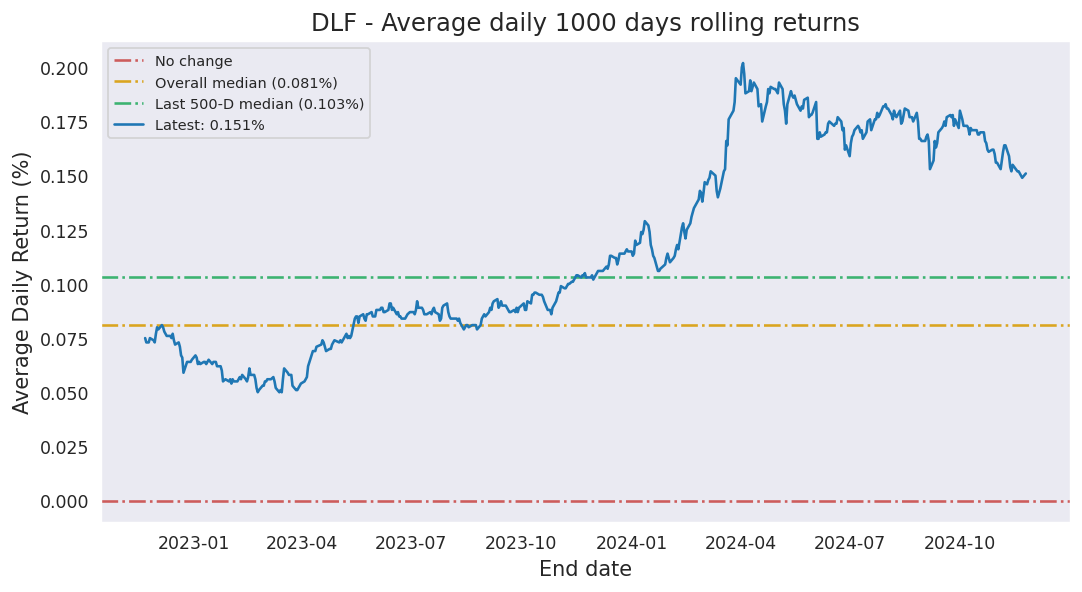 DLF - Average daily 1000 days rolling returns
No change
Overall median (0.081%)
Last 500-D median (0.103%)
Latest: 0.151%
Average Daily Return (%)
0.200
0.175
0.150
0.125
0.100
0.075
0.050
0.025
0.000
2023-01 2023-04 2023-07 2023-10 2024-01 2024-04 2024-07 2024-10
End date